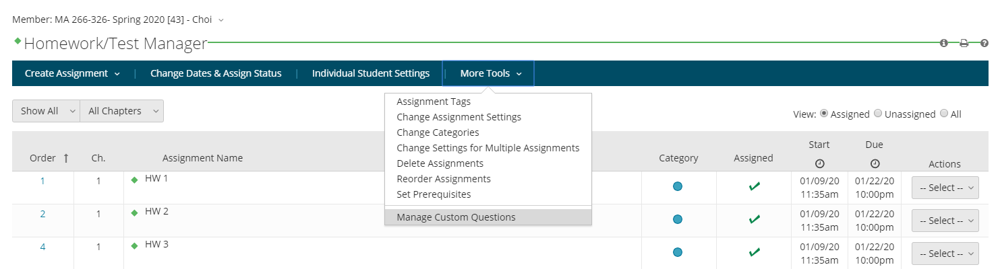 Member: MA 266-326- Spring 2020 [43] - Choi
Homework/Test Manager
Create Assignment | Change Dates & Assign Status | Individual Student Settings | More Tools
Assignment Tags
Change Assignment Settings
Change Categories
Change Settings for Multiple Assignments
Delete Assignments
Reorder Assignments
Set Prerequisites
Manage Custom Questions
Show All All Chapters
View: Assigned Unassigned All
Order ↑ Ch. Assignment Name Category Assigned Start Due Actions
1 1 HW 1 01/09/20 11:35am 01/22/20 10:00pm -- Select --
2 1 HW 2 01/09/20 11:35am 01/22/20 10:00pm -- Select --
4 1 HW 3 01/09/20 11:35am 01/22/20 10:00pm -- Select --